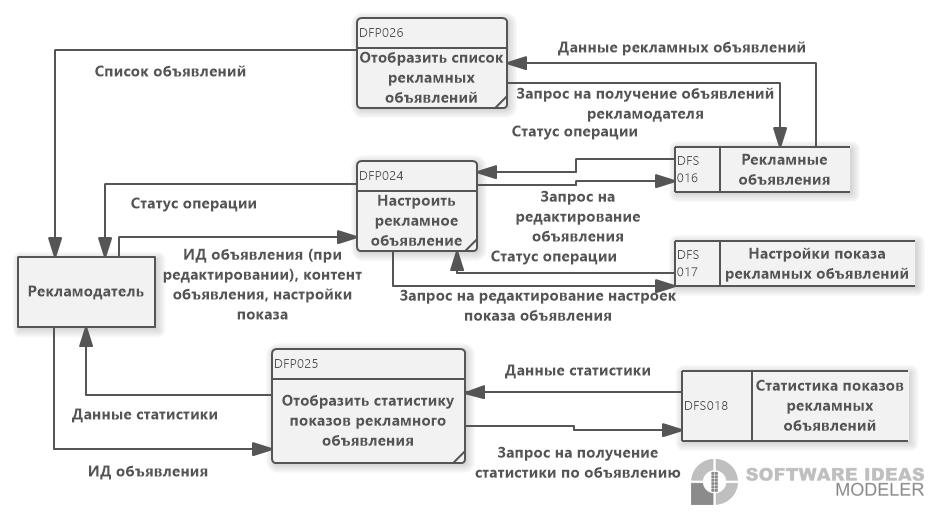 DFP026
Отобразить список
рекламных
объявлений
Список объявлений
Данные рекламных объявлений
Запрос на получение объявлений
рекламодателя
Статус операции
DFS
016
Рекламные
объявления
DFP024
Настроить
рекламное
объявление
Статус операции
Запрос на
редактирование
объявления
Статус операции
ИД объявления (при
редактировании), контент
объявления, настройки
показа
DFS
017
Настройки показа
рекламных объявлений
Рекламодатель
Запрос на редактирование настроек
показа объявления
DFP025
Отобразить статистику
показов рекламного
объявления
Данные статистики
Данные статистики
DFS018
Статистика показов
рекламных
объявлений
ИД объявления
Запрос на получение
статистики по объявлению
SOFTWARE IDEAS
MODELER